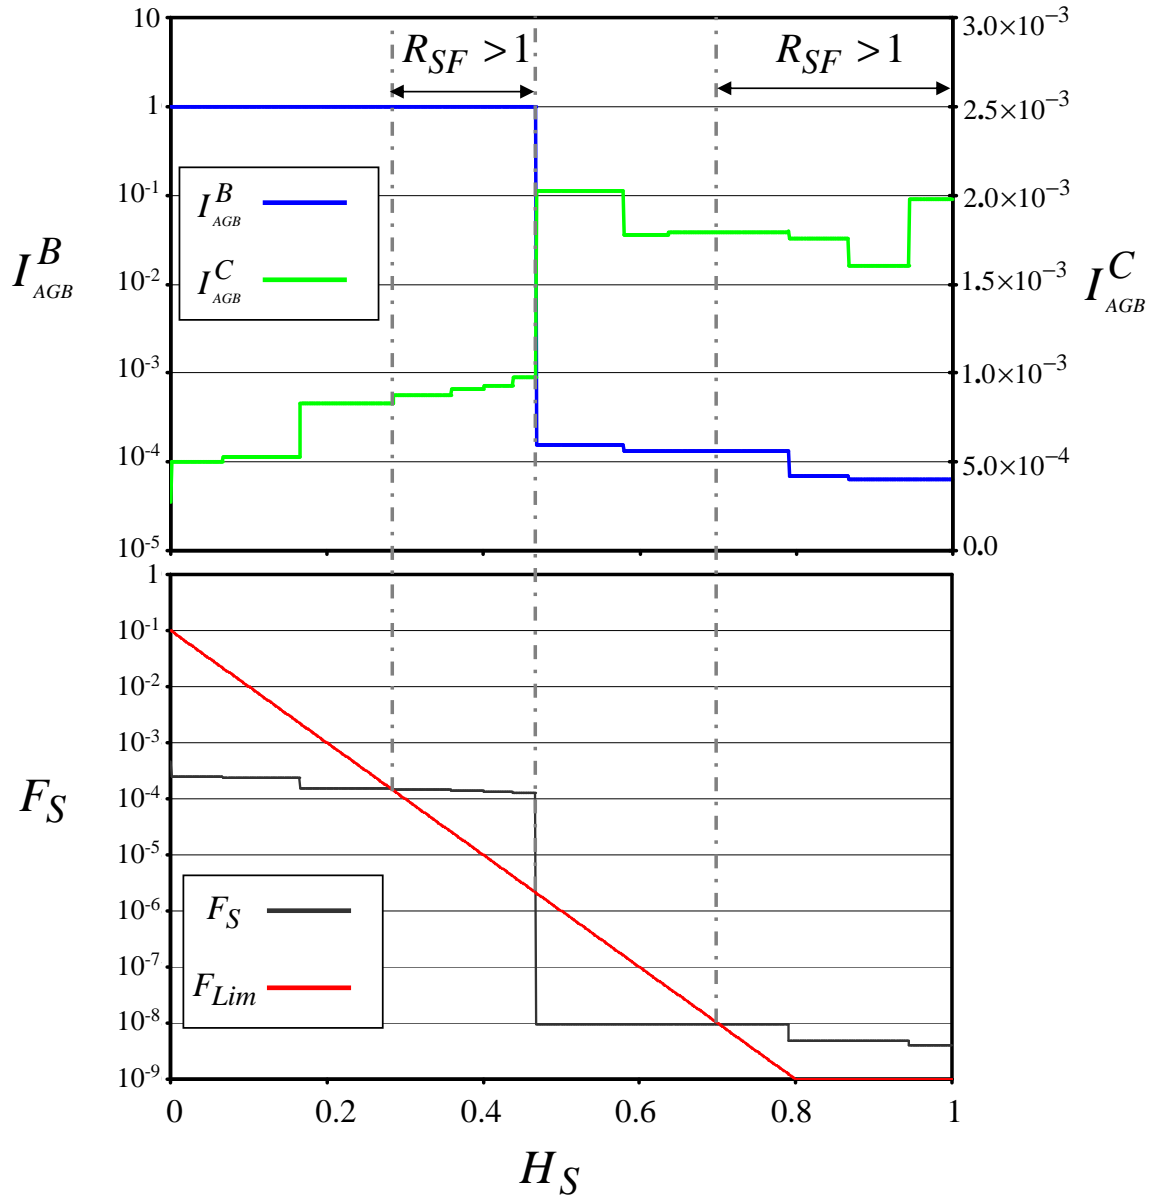 10
1
10⁻¹
10⁻²
10⁻³
10⁻⁴
10⁻⁵
I^B_AGB
R_SF > 1
R_SF > 1
I^B_AGB
I^C_AGB
3.0×10⁻³
2.5×10⁻³
2.0×10⁻³
1.5×10⁻³
1.0×10⁻³
5.0×10⁻⁴
0.0
I^C_AGB
1
10⁻¹
10⁻²
10⁻³
10⁻⁴
10⁻⁵
10⁻⁶
10⁻⁷
10⁻⁸
10⁻⁹
F_S
F_S
F_Lim
0 0.2 0.4 0.6 0.8 1
H_S